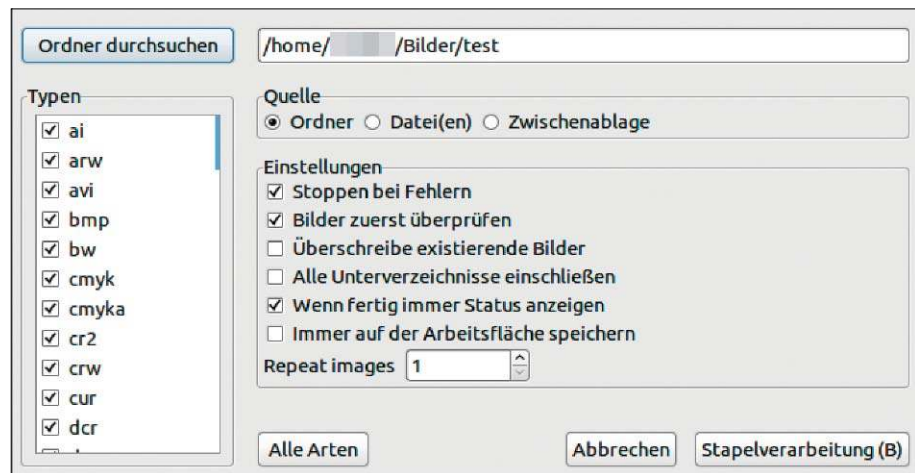 Ordner durchsuchen
/home/ /Bilder/test
Typen
ai
arw
avi
bmp
bw
cmyk
cmyka
cr2
crw
cur
dcr
Quelle
Ordner Datei(en) Zwischenablage
Einstellungen
Stoppen bei Fehlern
Bilder zuerst überprüfen
Überschreibe existierende Bilder
Alle Unterverzeichnisse einschließen
Wenn fertig immer Status anzeigen
Immer auf der Arbeitsfläche speichern
Repeat images 1
Alle Arten
Abbrechen
Stapelverarbeitung (B)